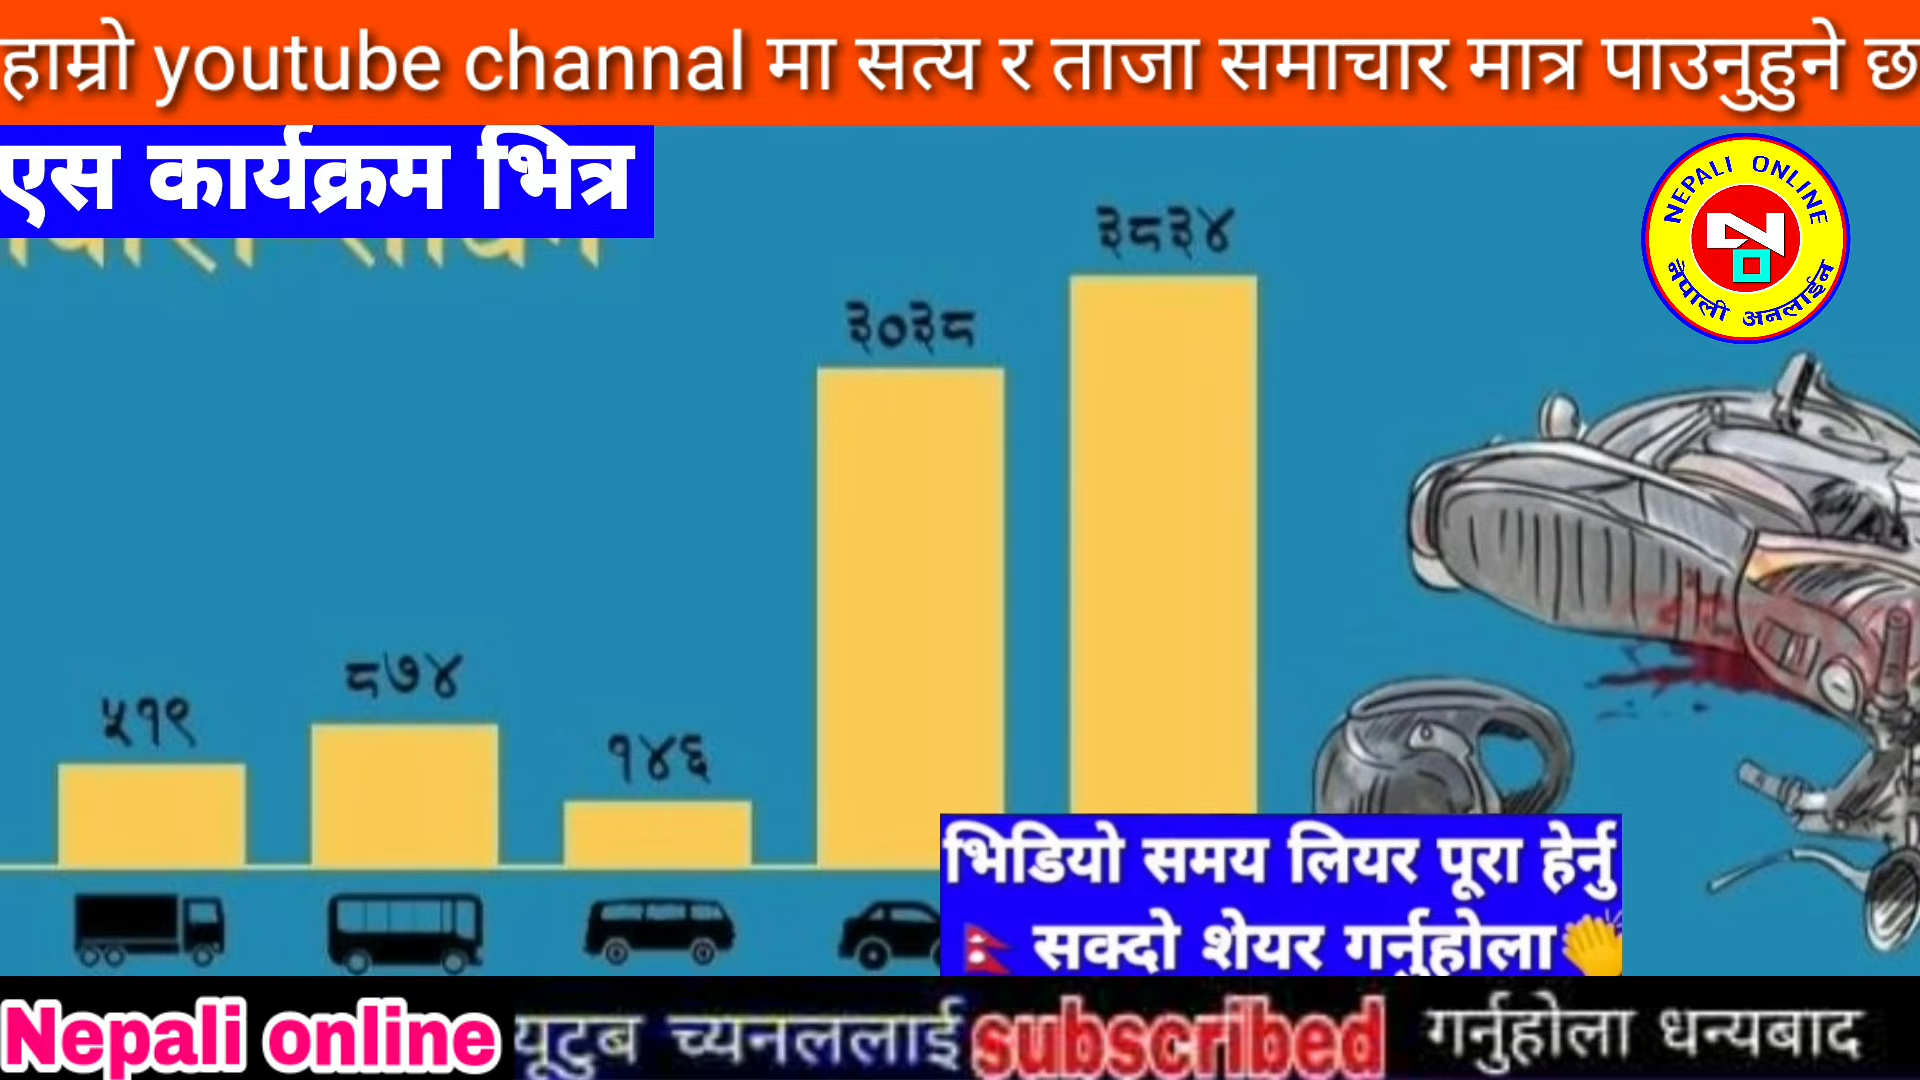 हाम्रो youtube channal मा सत्य र ताजा समाचार मात्र पाउनुहुने छ
एस कार्यक्रम भित्र
NEPALI ONLINE
नेपाली अनलाईन
३८३४
३०३८
८७४
५१९
१४६
भिडियो समय लियर पूरा हेर्नु
सक्दो शेयर गर्नुहोला
Nepali online यूटुब च्यनललाई subscribed गर्नुहोला धन्यबाद